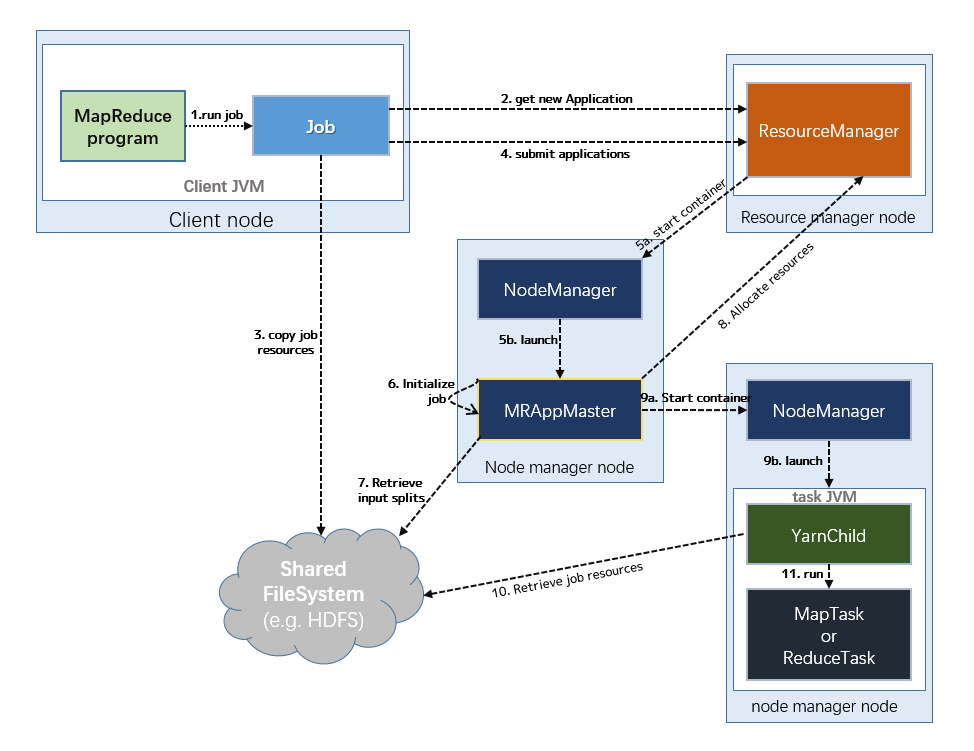 MapReduce
program
1.run job
Job
Client JVM
Client node
2. get new Application
4. submit applications
ResourceManager
Resource manager node
5a. start container
NodeManager
5b. launch
8. Allocate resources
3. copy job
resources
6. Initialize
job
MRAppMaster
Node manager node
9a. Start container
NodeManager
9b. launch
7. Retrieve
input splits
task JVM
YarnChild
11. run
MapTask
or
ReduceTask
node manager node
10. Retrieve job resources
Shared
FileSystem
(e.g. HDFS)